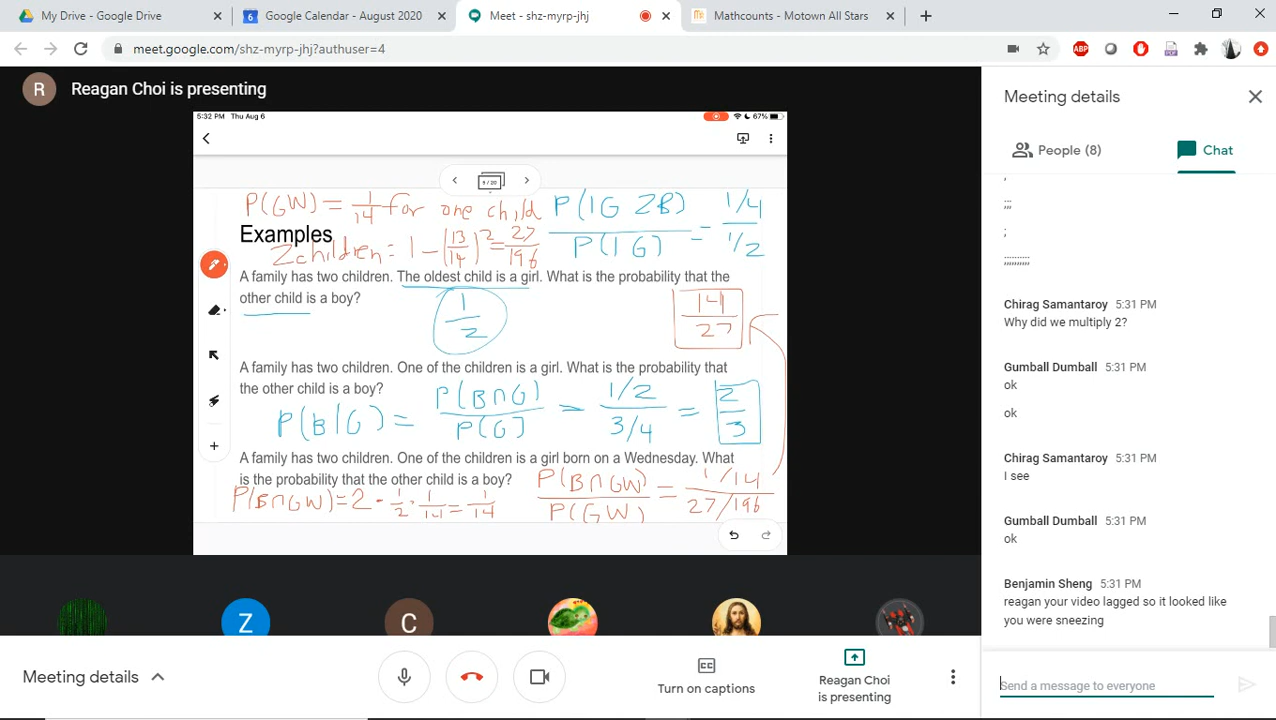 My Drive - Google Drive
Google Calendar - August 2020
6
Meet - shz-myrp-jhj
Mathcounts - Motown All Stars
meet.google.com/shz-myrp-jhj?authuser=4
ABP
R
Reagan Choi is presenting
5:32 PM Thu Aug 6
67%
9 / 20
P(GW) = 1/14 for one child
P(1G 2B) / P(1G) = 1/4 / 1/2
Examples
2 children = 1 - (13/14)² = 27/196
A family has two children. The oldest child is a girl. What is the probability that the
other child is a boy?
1/2
14/27
A family has two children. One of the children is a girl. What is the probability that
the other child is a boy?
P(B|G) = P(B∩G) / P(G) = 1/2 / 3/4 = 2/3
A family has two children. One of the children is a girl born on a Wednesday. What
is the probability that the other child is a boy?
P(B∩GW) = 2 · 1/2 · 1/14 = 1/14
P(B∩GW) / P(GW) = 1/14 / 27/196
Z
C
Meeting details
Turn on captions
Reagan Choi
is presenting
Meeting details
People (8)
Chat
;
;;;
;
;;;;;;;;;;
Chirag Samantaroy 5:31 PM
Why did we multiply 2?
Gumball Dumball 5:31 PM
ok
ok
Chirag Samantaroy 5:31 PM
I see
Gumball Dumball 5:31 PM
ok
Benjamin Sheng 5:31 PM
reagan your video lagged so it looked like
you were sneezing
Send a message to everyone